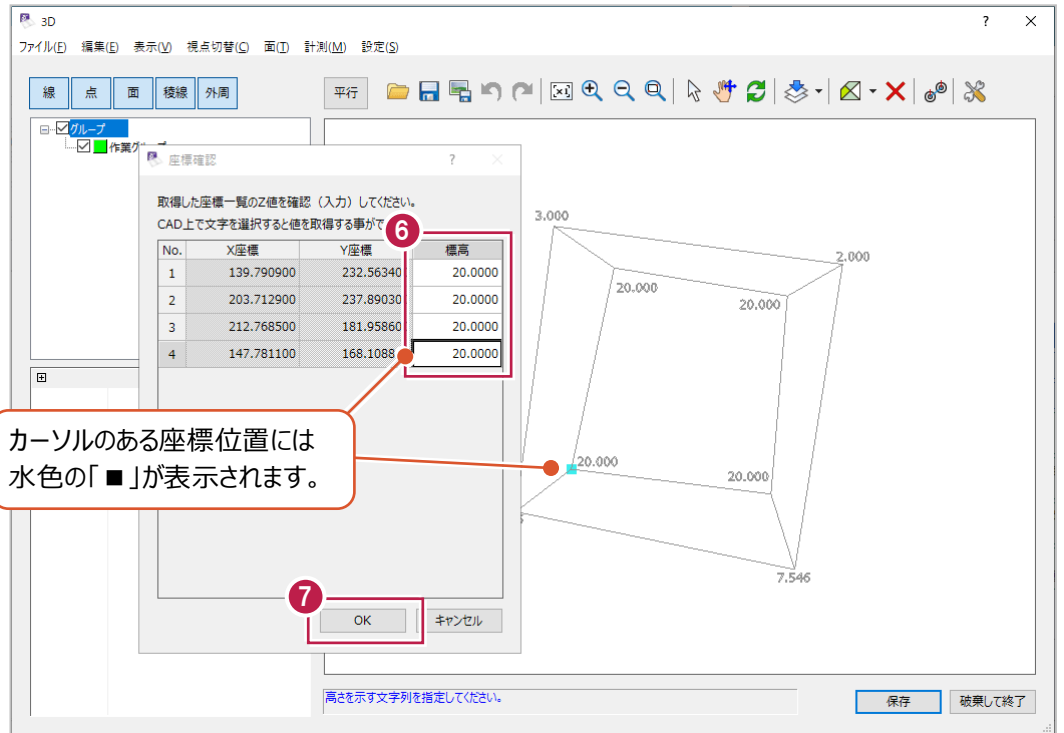 3D
? ×
ファイル(F) 編集(E) 表示(V) 視点切替(C) 面(T) 計測(M) 設定(S)
線 点 面 稜線 外周 平行
グループ
作業グ
座標確認 ? ×
取得した座標一覧のZ値を確認（入力）してください。
CAD上で文字を選択すると値を取得する事がで
6
No. X座標 Y座標 標高
1 139.790900 232.56340 20.0000
2 203.712900 237.89030 20.0000
3 212.768500 181.95860 20.0000
4 147.781100 168.1088 20.0000
3.000
2.000
20.000
20.000
カーソルのある座標位置には
水色の「■」が表示されます。
20.000
20.000
7.546
7
OK キャンセル
高さを示す文字列を指定してください。
保存 破棄して終了